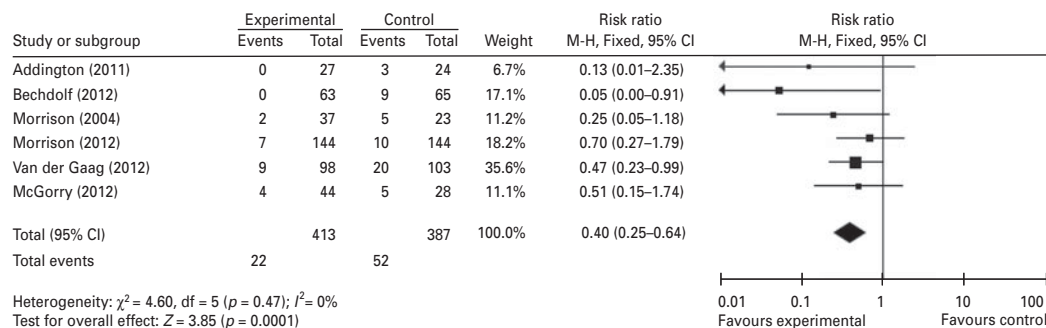 Experimental Control Risk ratio Risk ratio
Study or subgroup Events Total Events Total Weight M-H, Fixed, 95% CI M-H, Fixed, 95% CI
Addington (2011) 0 27 3 24 6.7% 0.13 (0.01–2.35)
Bechdolf (2012) 0 63 9 65 17.1% 0.05 (0.00–0.91)
Morrison (2004) 2 37 5 23 11.2% 0.25 (0.05–1.18)
Morrison (2012) 7 144 10 144 18.2% 0.70 (0.27–1.79)
Van der Gaag (2012) 9 98 20 103 35.6% 0.47 (0.23–0.99)
McGorry (2012) 4 44 5 28 11.1% 0.51 (0.15–1.74)
Total (95% CI) 413 387 100.0% 0.40 (0.25–0.64)
Total events 22 52
Heterogeneity: χ² = 4.60, df = 5 (p = 0.47); I² = 0%
Test for overall effect: Z = 3.85 (p = 0.0001)
0.01 0.1 1 10 100
Favours experimental Favours control